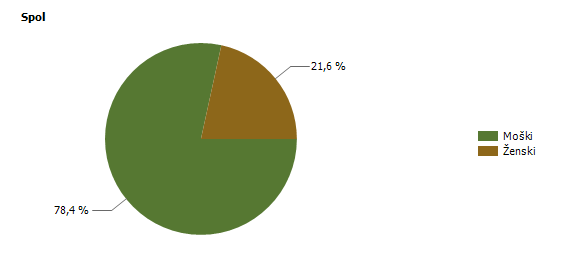 Spol
21,6 %
Moški
Ženski
78,4 %